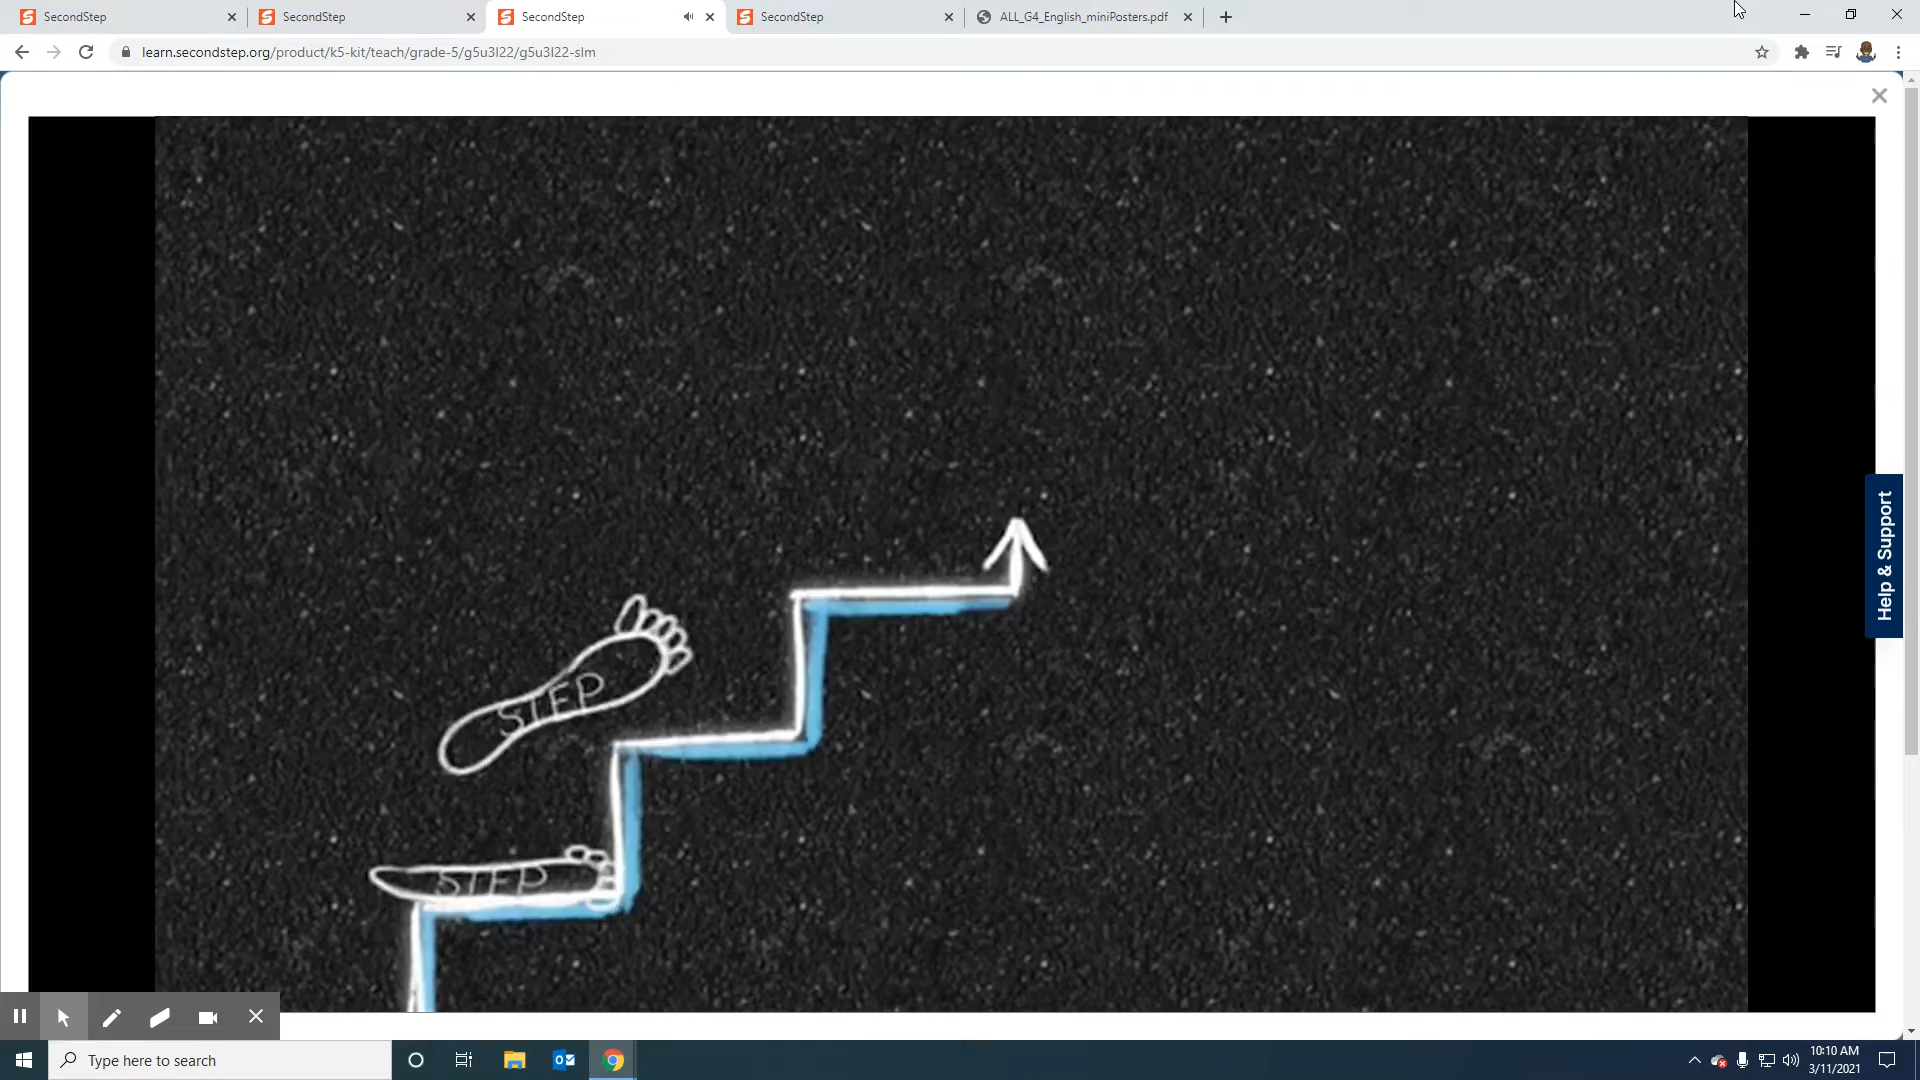 SecondStep
SecondStep
SecondStep
SecondStep
ALL_G4_English_miniPosters.pdf
learn.secondstep.org/product/k5-kit/teach/grade-5/g5u3l22/g5u3l22-slm
STEP
STEP
Help & Support
Type here to search
10:10 AM
3/11/2021